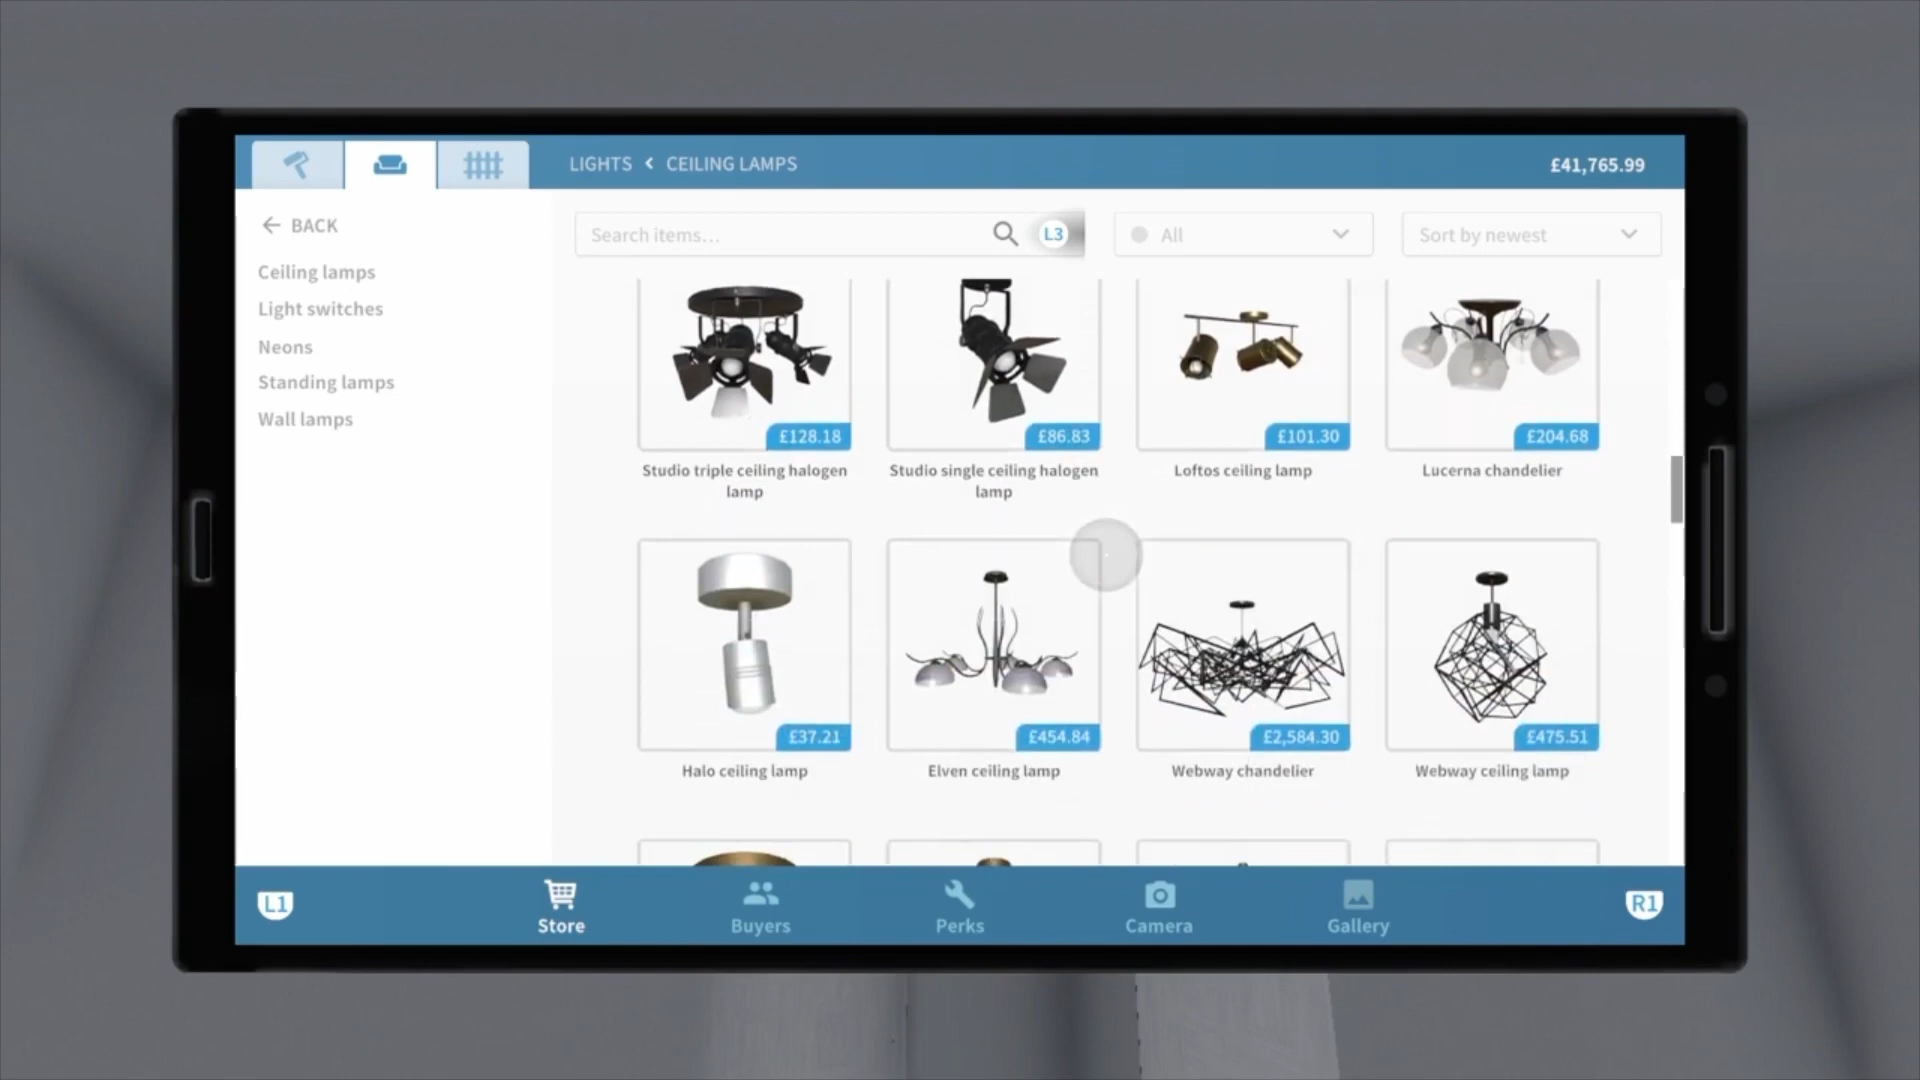 LIGHTS < CEILING LAMPS
£41,765.99
BACK
Search items...
L3
All
Sort by newest
Ceiling lamps
Light switches
Neons
Standing lamps
Wall lamps
£128.18
£86.83
£101.30
£204.68
Studio triple ceiling halogen
lamp
Studio single ceiling halogen
lamp
Loftos ceiling lamp
Lucerna chandelier
£37.21
£454.84
£2,584.30
£475.51
Halo ceiling lamp
Elven ceiling lamp
Webway chandelier
Webway ceiling lamp
L1
Store
Buyers
Perks
Camera
Gallery
R1